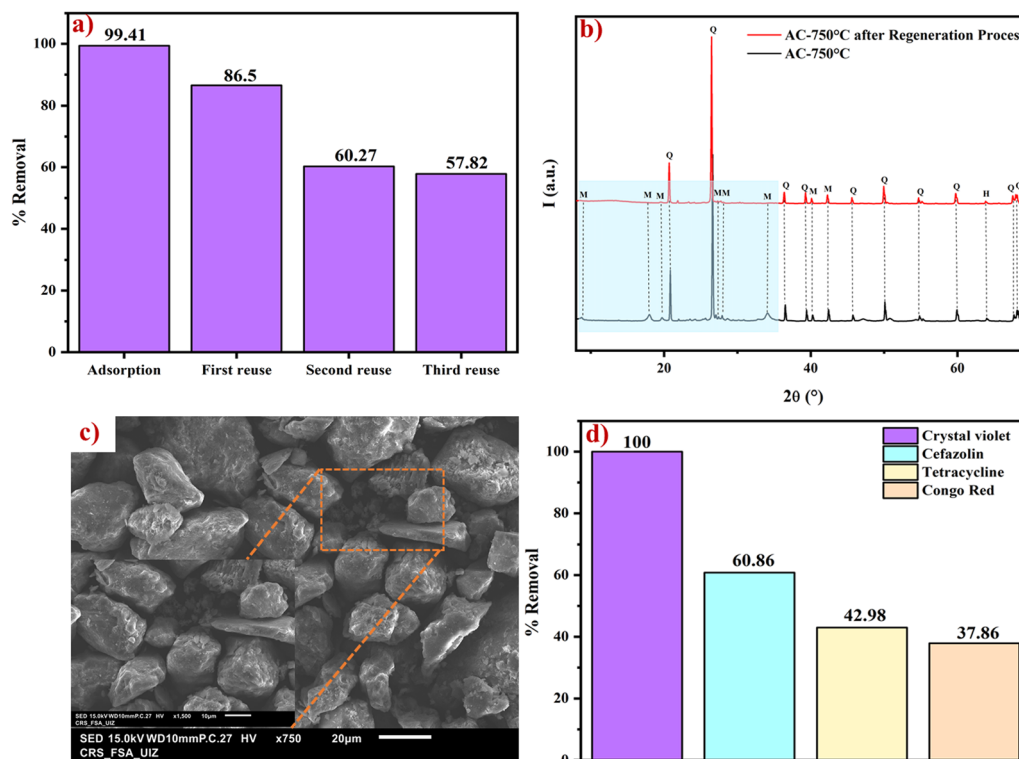 a)
% Removal
100
80
60
40
20
0
99.41
86.5
60.27
57.82
Adsorption
First reuse
Second reuse
Third reuse
b)
AC-750°C after Regeneration Proces
AC-750°C
I (a.u.)
Q
Q
M
M
M
M
M
M
Q
Q
M
M
Q
Q
Q
Q
H
Q
Q
20
40
60
2θ (°)
c)
SED 15.0kV WD10mmP.C.27 HV x1,500 10µm
CRS_FSA_UIZ
SED 15.0kV WD10mmP.C.27 HV x750 20µm
CRS_FSA_UIZ
d)
Crystal violet
Cefazolin
Tetracycline
Congo Red
% Removal
100
80
60
40
20
0
100
60.86
42.98
37.86